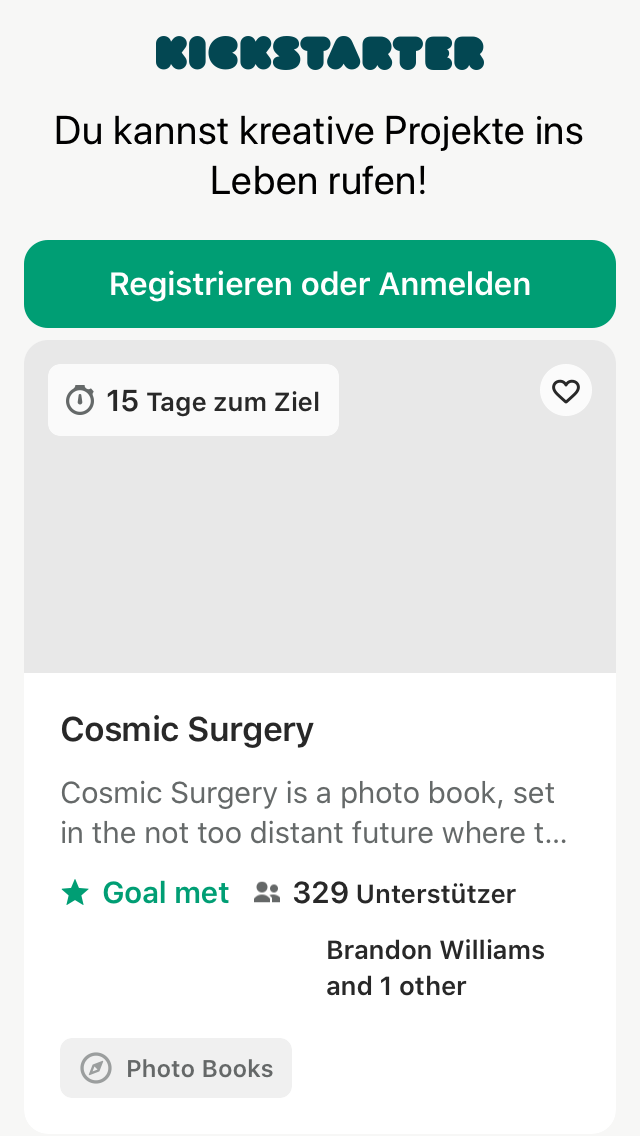 KICKSTARTER
Du kannst kreative Projekte ins
Leben rufen!
Registrieren oder Anmelden
15 Tage zum Ziel
Cosmic Surgery
Cosmic Surgery is a photo book, set
in the not too distant future where t...
Goal met 329 Unterstützer
Brandon Williams
and 1 other
Photo Books